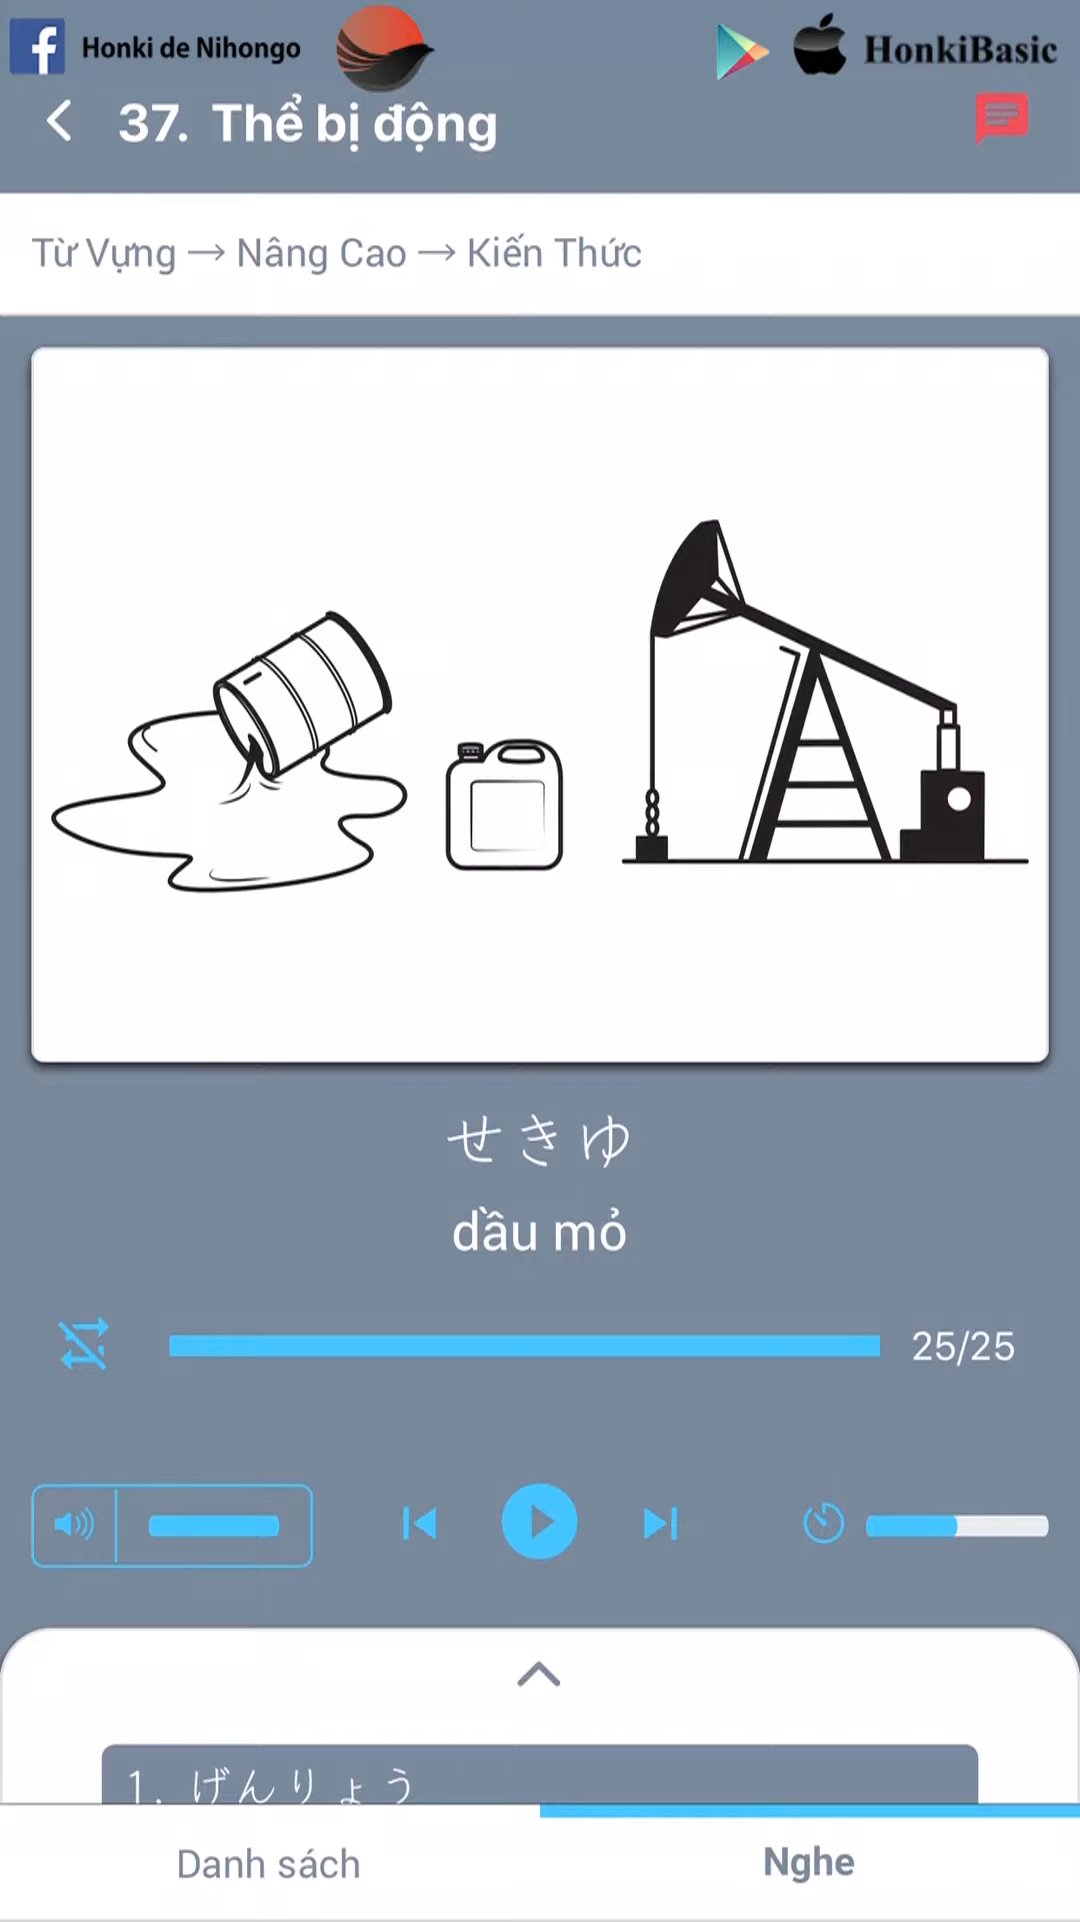 Honki de Nihongo
HonkiBasic
37. Thể bị động
Từ Vựng → Nâng Cao → Kiến Thức
せきゆ
dầu mỏ
25/25
1. げんりょう
Danh sách
Nghe